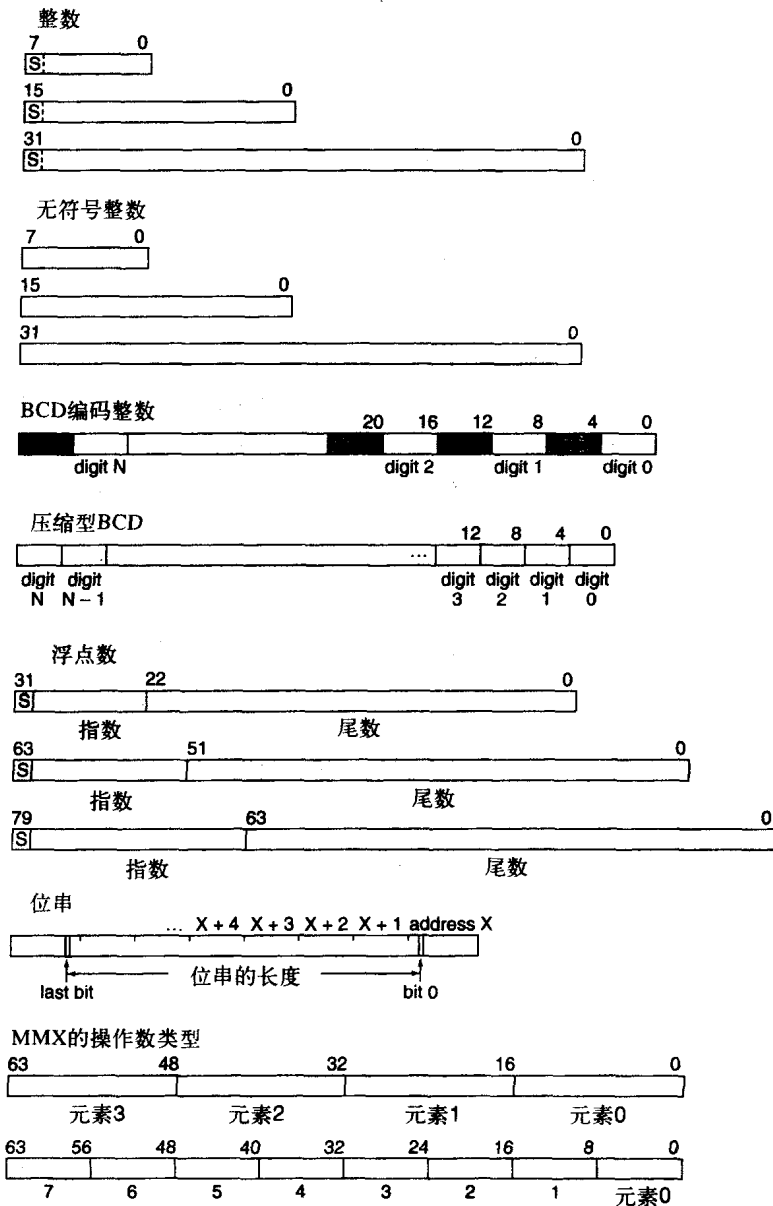 整数
7 0
S
15 0
S
31 0
S
无符号整数
7 0
15 0
31 0
BCD编码整数
20 16 12 8 4 0
digit N digit 2 digit 1 digit 0
压缩型BCD
12 8 4 0
...
digit digit digit digit digit digit
N N – 1 3 2 1 0
浮点数
31 22 0
S
指数 尾数
63 51 0
S
指数 尾数
79 63 0
S
指数 尾数
位串
... X + 4 X + 3 X + 2 X + 1 address X
位串的长度
last bit bit 0
MMX的操作数类型
63 48 32 16 0
元素3 元素2 元素1 元素0
63 56 48 40 32 24 16 8 0
7 6 5 4 3 2 1 元素0